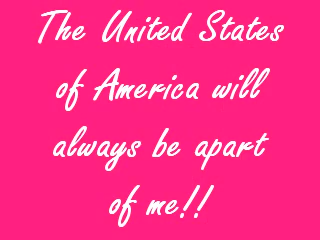 The United States
of America will
always be apart
of me!!